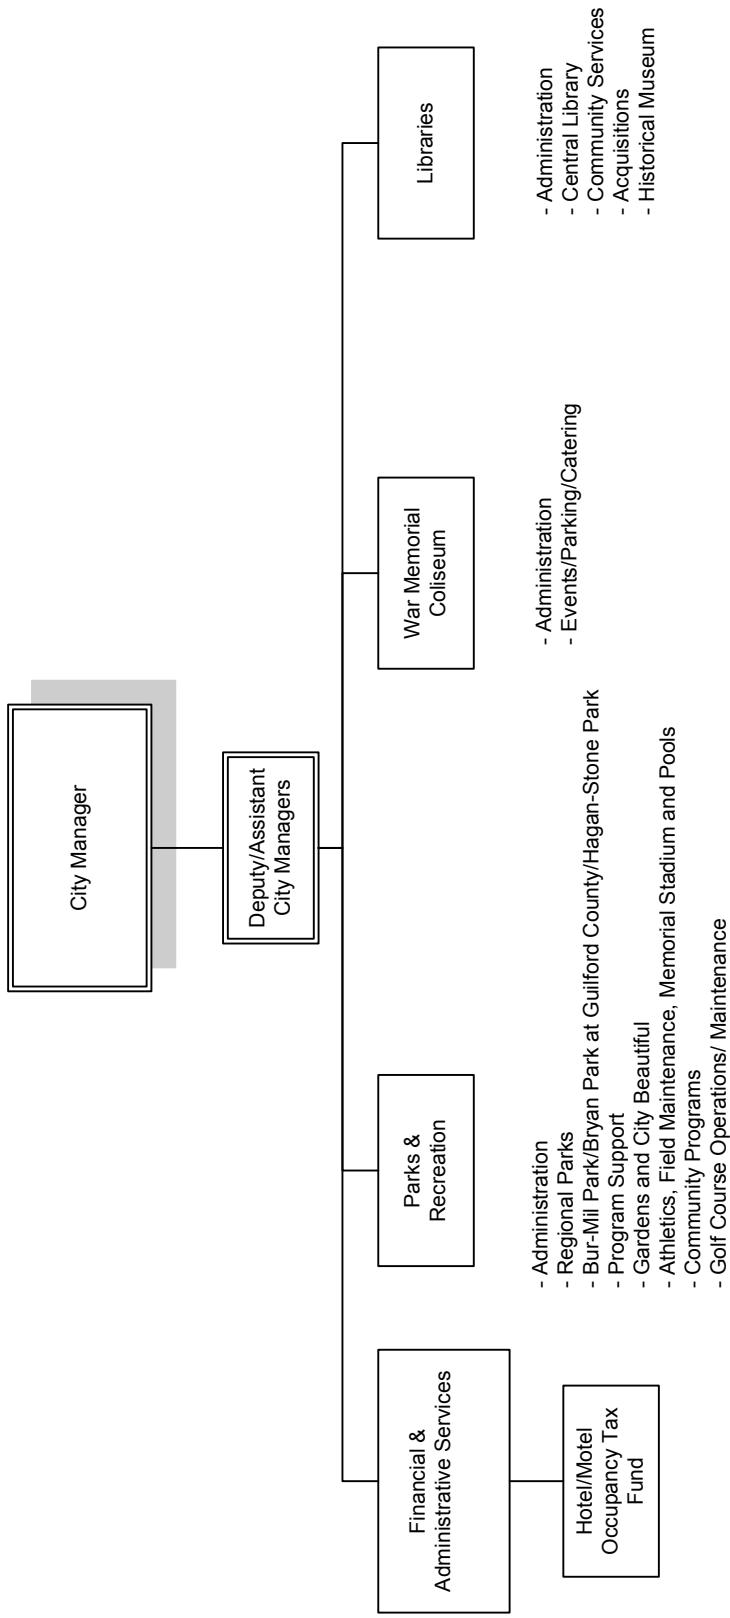 City Manager
Deputy/Assistant
City Managers
Financial &
Administrative Services
Parks &
Recreation
War Memorial
Coliseum
Libraries
Hotel/Motel
Occupancy Tax
Fund
- Administration
- Regional Parks
- Bur-Mil Park/Bryan Park at Guilford County/Hagan-Stone Park
- Program Support
- Gardens and City Beautiful
- Athletics, Field Maintenance, Memorial Stadium and Pools
- Community Programs
- Golf Course Operations/ Maintenance
- Administration
- Events/Parking/Catering
- Administration
- Central Library
- Community Services
- Acquisitions
- Historical Museum